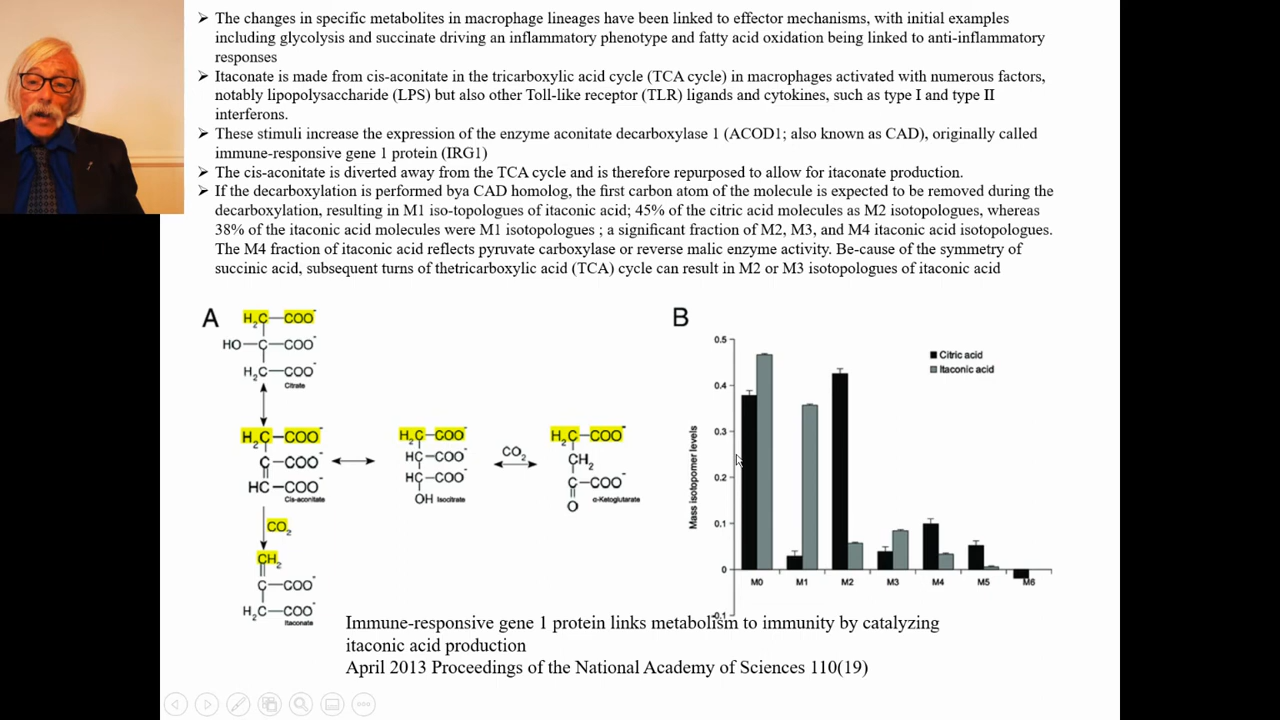 ➢ The changes in specific metabolites in macrophage lineages have been linked to effector mechanisms, with initial examples
including glycolysis and succinate driving an inflammatory phenotype and fatty acid oxidation being linked to anti-inflammatory
responses
➢ Itaconate is made from cis-aconitate in the tricarboxylic acid cycle (TCA cycle) in macrophages activated with numerous factors,
notably lipopolysaccharide (LPS) but also other Toll-like receptor (TLR) ligands and cytokines, such as type I and type II
interferons.
➢ These stimuli increase the expression of the enzyme aconitate decarboxylase 1 (ACOD1; also known as CAD), originally called
immune-responsive gene 1 protein (IRG1)
➢ The cis-aconitate is diverted away from the TCA cycle and is therefore repurposed to allow for itaconate production.
➢ If the decarboxylation is performed bya CAD homolog, the first carbon atom of the molecule is expected to be removed during the
decarboxylation, resulting in M1 iso-topologues of itaconic acid; 45% of the citric acid molecules as M2 isotopologues, whereas
38% of the itaconic acid molecules were M1 isotopologues ; a significant fraction of M2, M3, and M4 itaconic acid isotopologues.
The M4 fraction of itaconic acid reflects pyruvate carboxylase or reverse malic enzyme activity. Be-cause of the symmetry of
succinic acid, subsequent turns of thetricarboxylic acid (TCA) cycle can result in M2 or M3 isotopologues of itaconic acid
A
H₂C—COO⁻
HO—C—COO⁻
H₂C—COO⁻
Citrate
H₂C—COO⁻
C—COO⁻
HC—COO⁻
Cis-aconitate
H₂C—COO⁻
HC—COO⁻
HC—COO⁻
OH Isocitrate
CO₂
H₂C—COO⁻
CH₂
C—COO⁻
O α-Ketoglutarate
CO₂
CH₂
C—COO⁻
H₂C—COO⁻
Itaconate
B
Mass isotopomer levels
0.5
0.4
0.3
0.2
0.1
0
-0.1
Citric acid
Itaconic acid
M0 M1 M2 M3 M4 M5 M6
Immune-responsive gene 1 protein links metabolism to immunity by catalyzing
itaconic acid production
April 2013 Proceedings of the National Academy of Sciences 110(19)